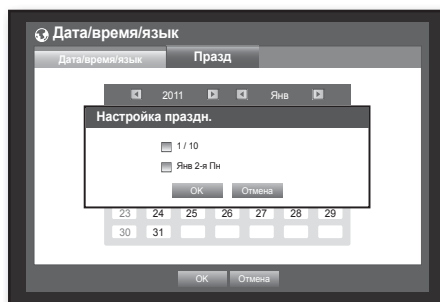 Дата/время/язык
Дата/время/язык Празд
2011 Янв
Настройка праздн.
1 / 10
Янв 2-я Пн
OK Отмена
23 24 25 26 27 28 29
30 31
OK Отмена